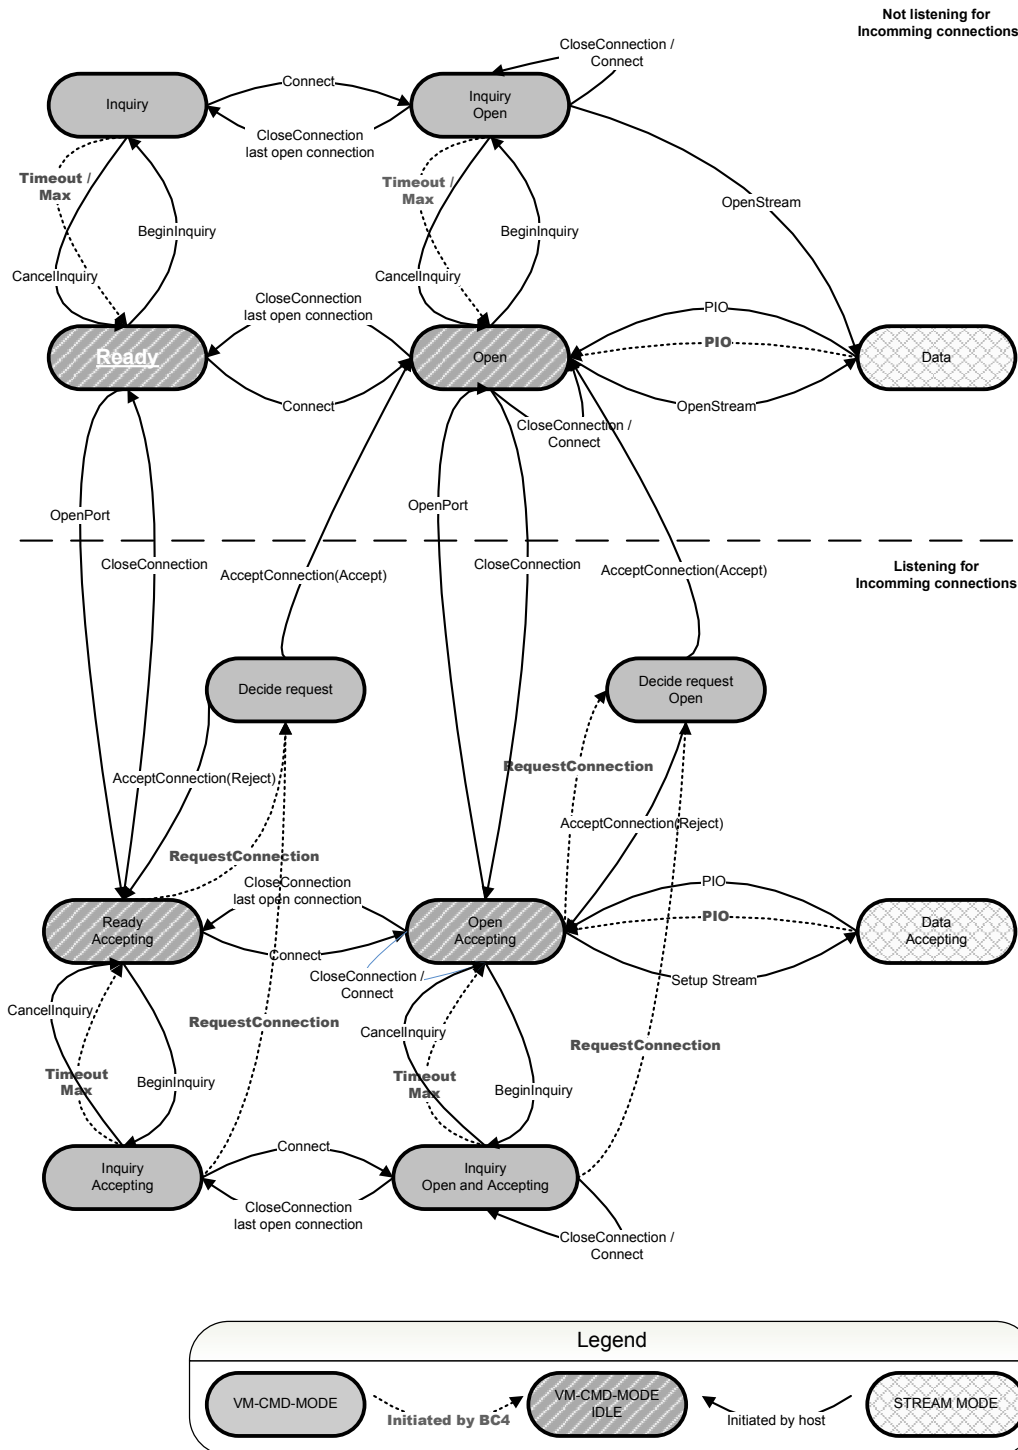 Not listening for
Incomming connections
CloseConnection /
Connect
Inquiry
Connect
Inquiry
Open
CloseConnection
last open connection
Timeout /
Max
Timeout /
Max
OpenStream
BeginInquiry
BeginInquiry
CancelInquiry
CancelInquiry
CloseConnection
last open connection
PIO
PIO
Ready
Open
Data
Connect
OpenStream
CloseConnection /
Connect
OpenPort
OpenPort
CloseConnection
CloseConnection
AcceptConnection(Accept)
AcceptConnection(Accept)
Listening for
Incomming connections
Decide request
Decide request
Open
RequestConnection
AcceptConnection(Reject)
AcceptConnection(Reject)
RequestConnection
CloseConnection
last open connection
PIO
PIO
Ready
Accepting
Open
Accepting
Data
Accepting
Connect
CloseConnection /
Connect
Setup Stream
CancelInquiry
RequestConnection
CancelInquiry
RequestConnection
Timeout
Max
BeginInquiry
Timeout
Max
BeginInquiry
Inquiry
Accepting
Connect
Inquiry
Open and Accepting
CloseConnection
last open connection
CloseConnection /
Connect
Legend
VM-CMD-MODE
Initiated by BC4
VM-CMD-MODE
IDLE
Initiated by host
STREAM MODE